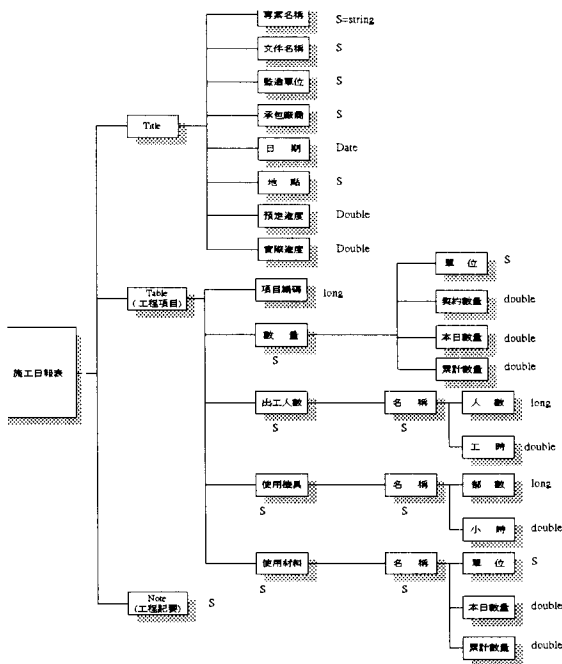 專案名稱 S=string
文件名稱 S
監造單位 S
承包廠商 S
Title
日 期 Date
地 點 S
預定進度 Double
實際進度 Double
Table
(工程項目)
項目編碼 long
數 量
S
單 位 S
契約數量 double
本日數量 double
累計數量 double
施工日報表
出工人數
S
名 稱
S
人 數 long
工 時 double
使用機具
S
名 稱
S
部 數 long
小 時 double
使用材料
S
名 稱
S
單 位 S
本日數量 double
累計數量 double
Note
(工程記要)
S